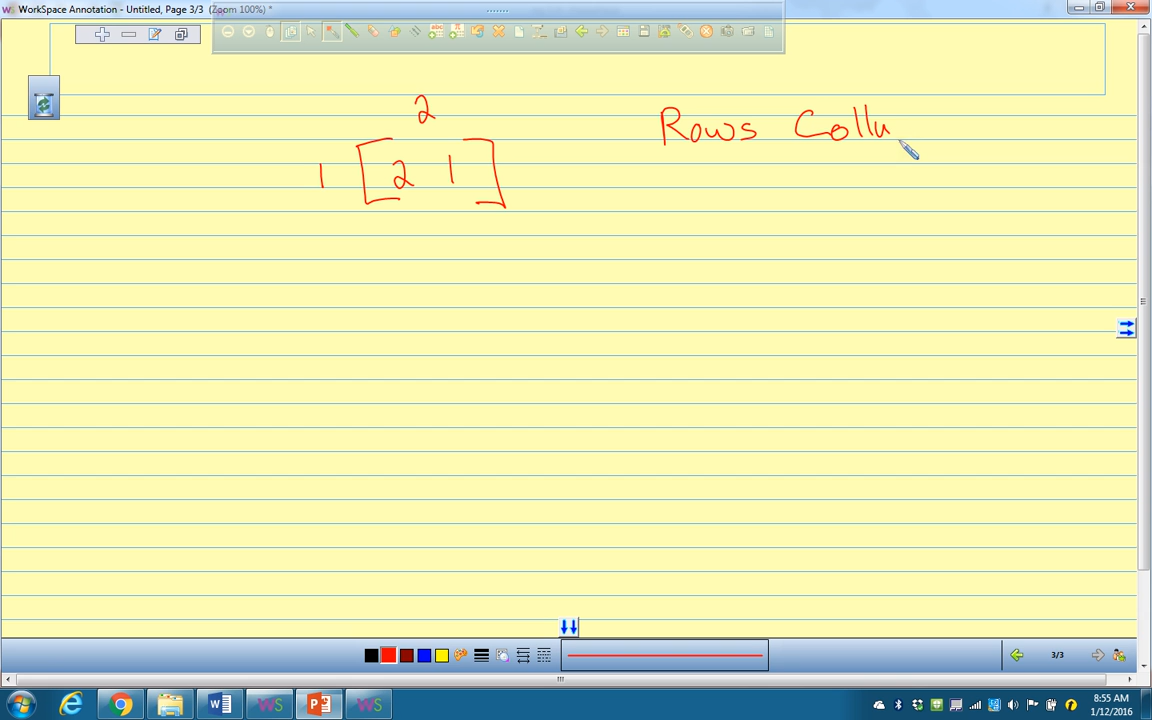 WorkSpace Annotation - Untitled, Page 3/3 (Zoom 100%) *
2
Rows Collu
1 [2 1]
3/3
8:55 AM
1/12/2016